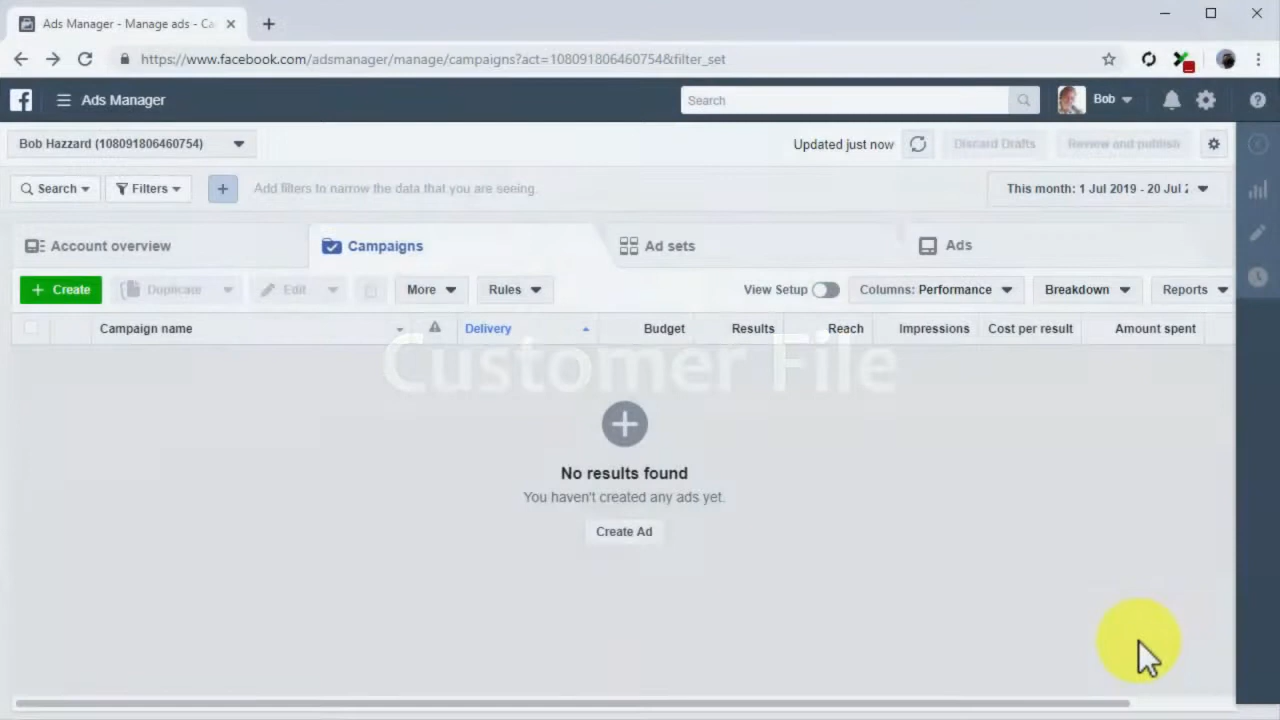 Ads Manager - Manage ads - Ca
https://www.facebook.com/adsmanager/manage/campaigns?act=108091806460754&filter_set
Ads Manager
Search
Bob
Bob Hazzard (108091806460754)
Updated just now
Discard Drafts
Review and publish
Search
Filters
Add filters to narrow the data that you are seeing.
This month: 1 Jul 2019 - 20 Jul 2
Account overview
Campaigns
Ad sets
Ads
+ Create
Duplicate
Edit
More
Rules
View Setup
Columns: Performance
Breakdown
Reports
Campaign name
Delivery
Budget
Results
Reach
Impressions
Cost per result
Amount spent
Customer File
No results found
You haven't created any ads yet.
Create Ad